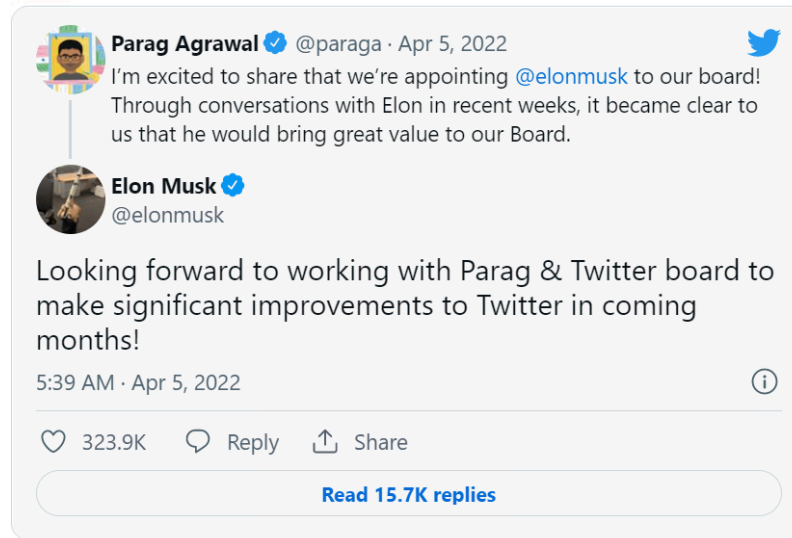 Parag Agrawal @paraga · Apr 5, 2022
I’m excited to share that we’re appointing @elonmusk to our board!
Through conversations with Elon in recent weeks, it became clear to
us that he would bring great value to our Board.
Elon Musk
@elonmusk
Looking forward to working with Parag & Twitter board to
make significant improvements to Twitter in coming
months!
5:39 AM · Apr 5, 2022
323.9K Reply Share
Read 15.7K replies